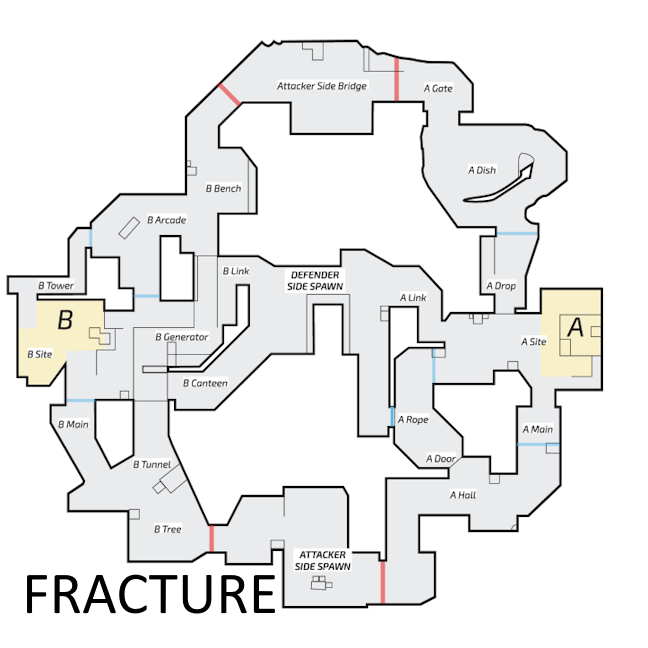 Attacker Side Bridge
A Gate
A Dish
B Bench
B Arcade
B Link
DEFENDER
SIDE SPAWN
B Tower
A Drop
A Link
B
A
B Site
B Generator
A Site
B Canteen
B Main
A Rope
A Main
B Tunnel
A Door
A Hall
B Tree
ATTACKER
SIDE SPAWN
FRACTURE